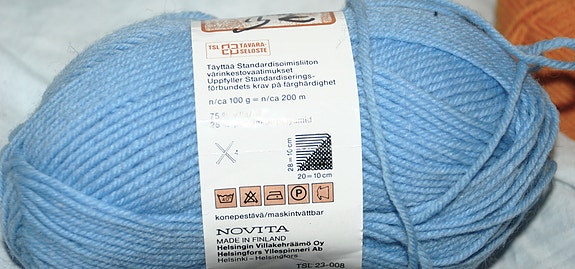 TSL TAVARA-
SELOSTE
Täyttää Standardisoimisliiton
värinkestovaatimukset
Uppfyller Standardiserings-
förbundets krav på färghärdighet
n/ca 100 g = n/ca 200 m
75 %
4
28 = 10 cm
20 = 10 cm
P
konepestävä/maskintvättbar
NOVITA
MADE IN FINLAND
Helsingin Villakehräämö Oy
Helsingfors Yllespinneri Ab
Helsinki - Helsingfors
TSL 23-008